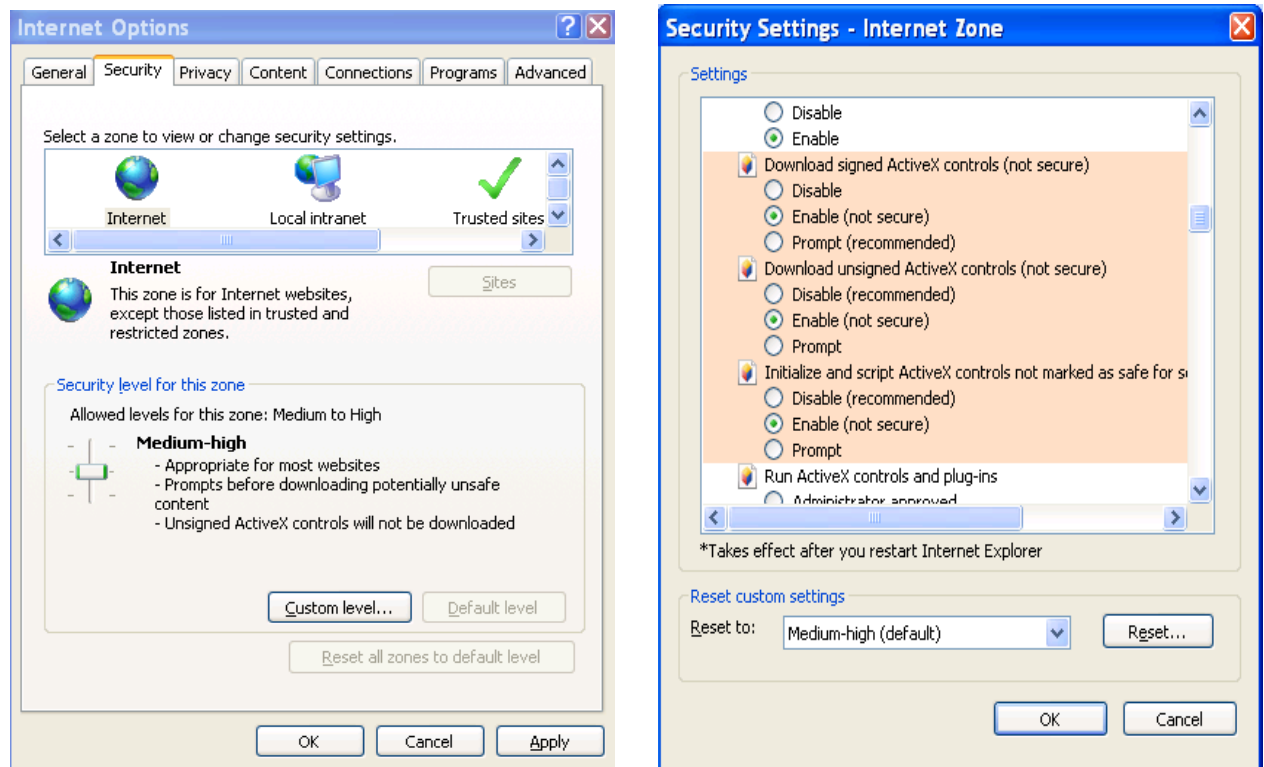 Internet Options
General Security Privacy Content Connections Programs Advanced
Select a zone to view or change security settings.
Internet Local intranet Trusted sites
Internet
Sites
This zone is for Internet websites,
except those listed in trusted and
restricted zones.
Security level for this zone
Allowed levels for this zone: Medium to High
Medium-high
- Appropriate for most websites
- Prompts before downloading potentially unsafe
content
- Unsigned ActiveX controls will not be downloaded
Custom level... Default level
Reset all zones to default level
OK Cancel Apply
Security Settings - Internet Zone
Settings
Disable
Enable
Download signed ActiveX controls (not secure)
Disable
Enable (not secure)
Prompt (recommended)
Download unsigned ActiveX controls (not secure)
Disable (recommended)
Enable (not secure)
Prompt
Initialize and script ActiveX controls not marked as safe for
Disable (recommended)
Enable (not secure)
Prompt
Run ActiveX controls and plug-ins
Administrator approved
*Takes effect after you restart Internet Explorer
Reset custom settings
Reset to: Medium-high (default) Reset...
OK Cancel